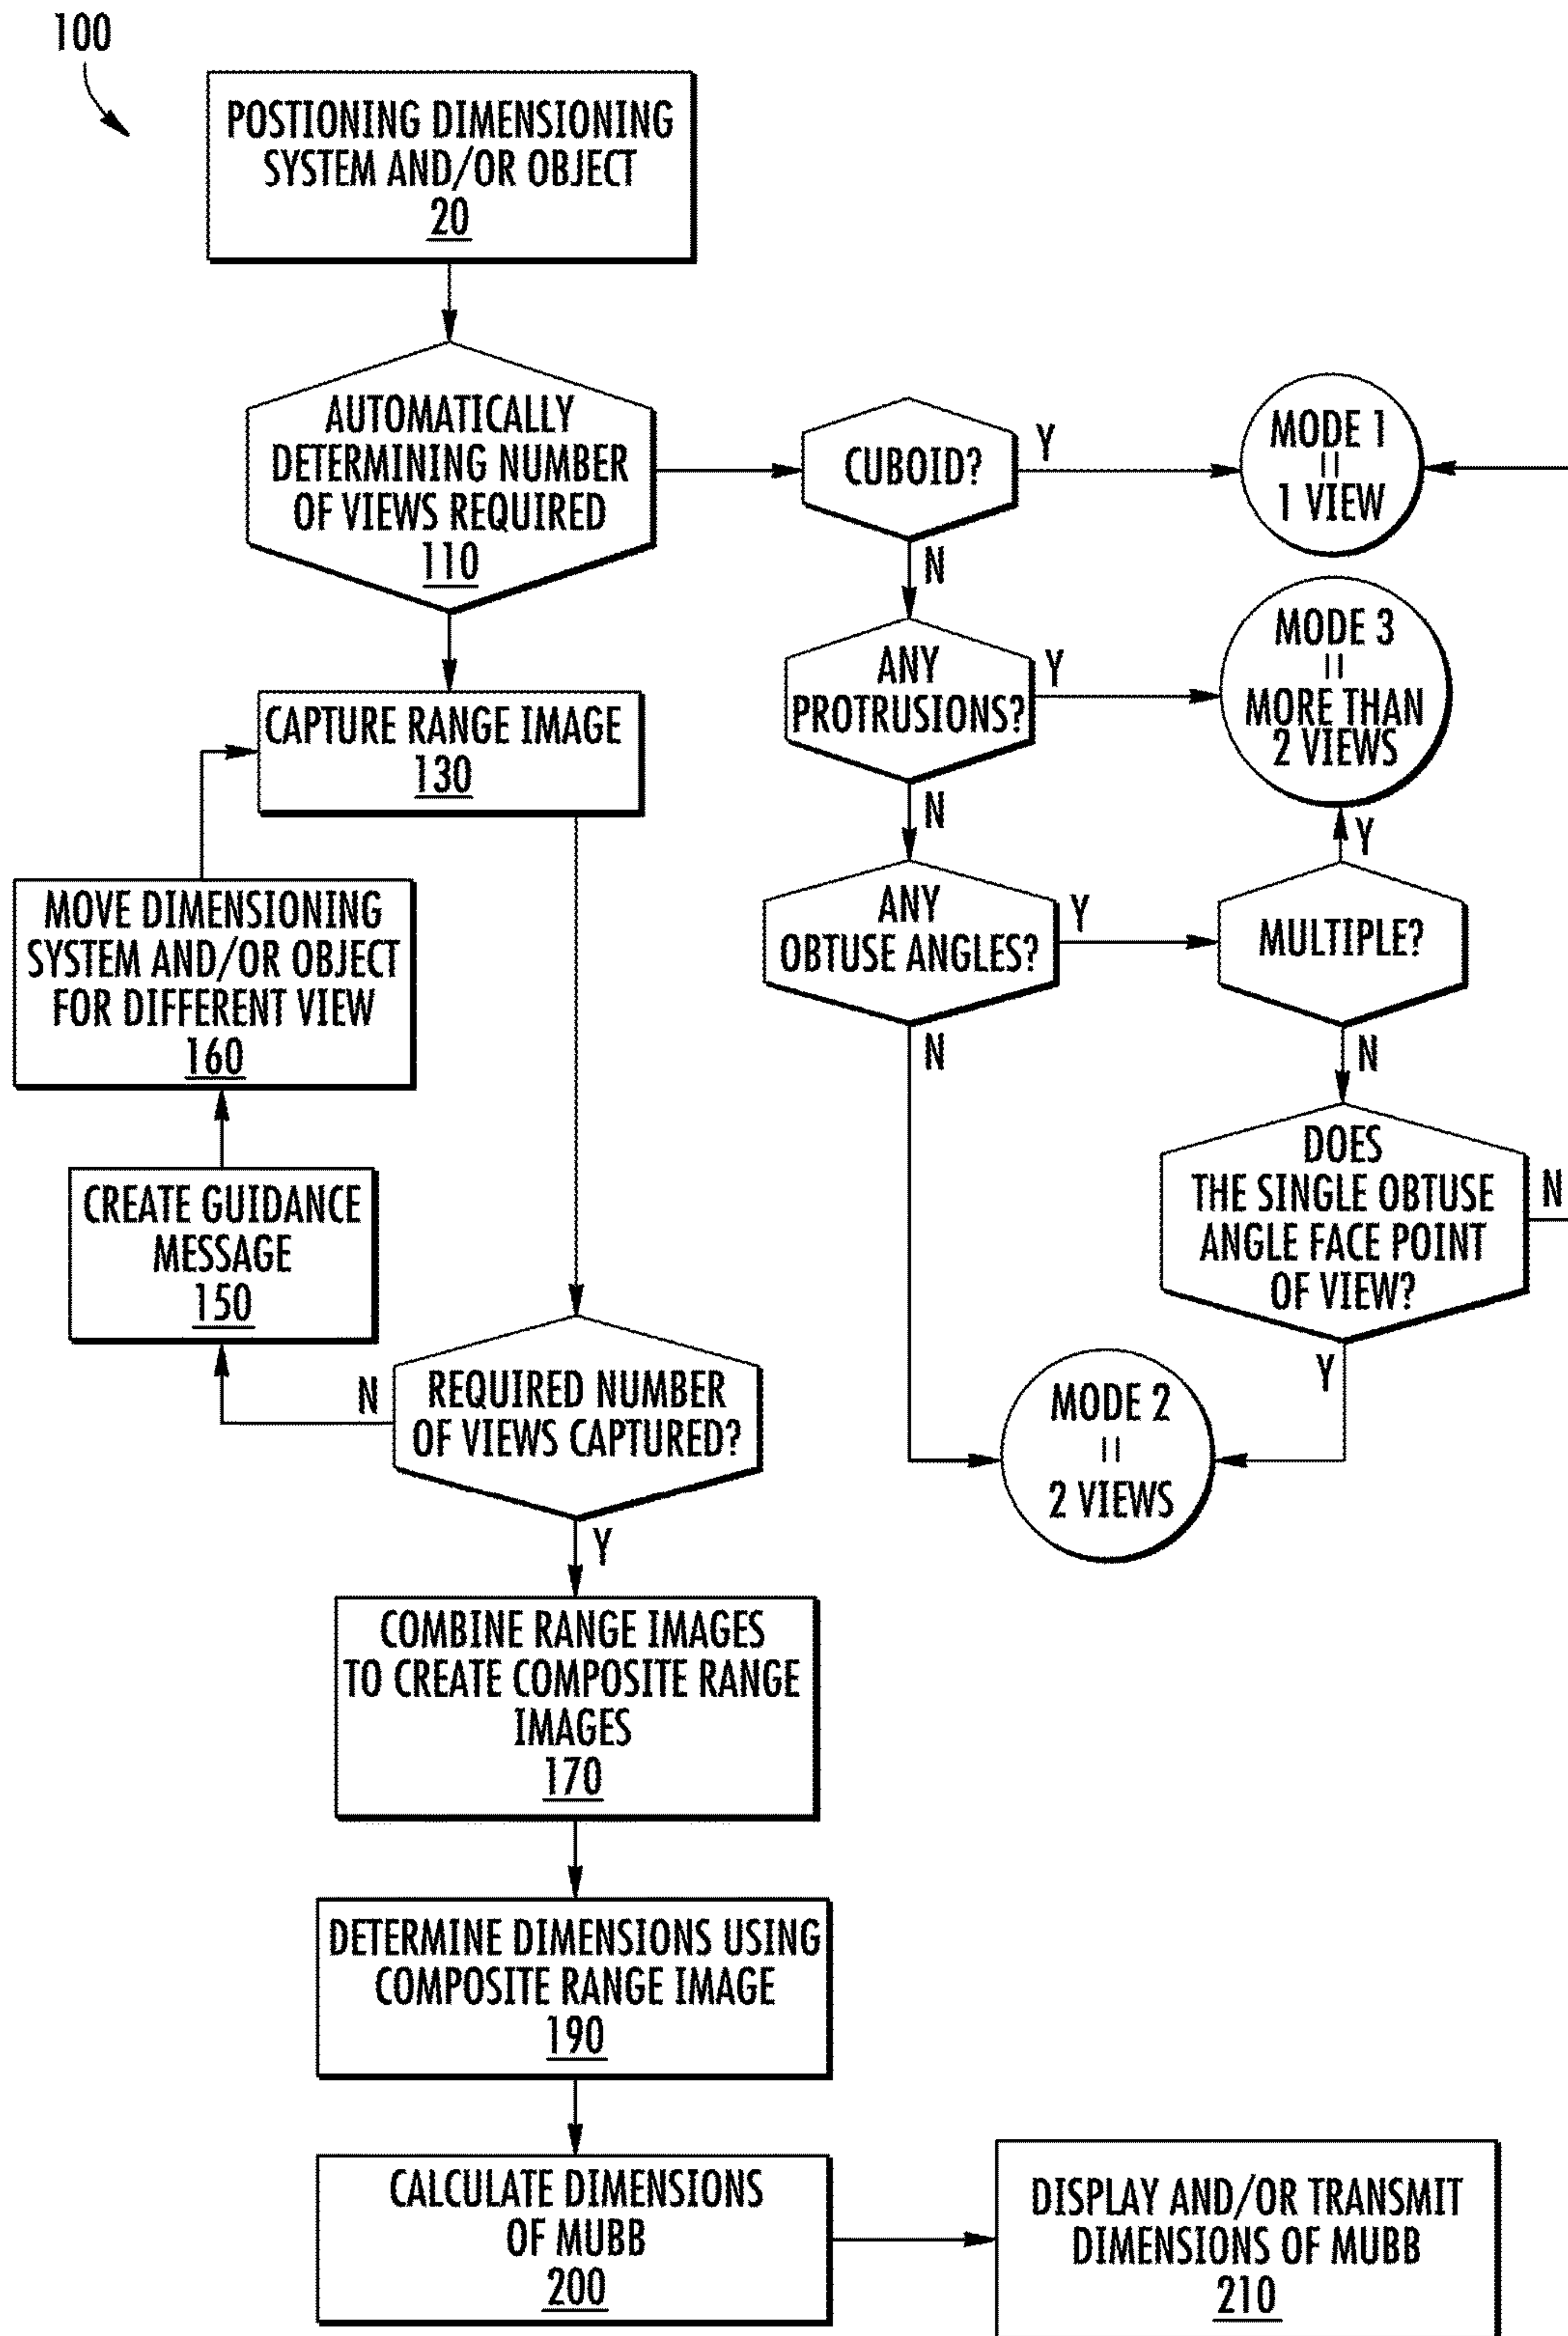 100
POSTIONING DIMENSIONING
SYSTEM AND/OR OBJECT
20
AUTOMATICALLY
DETERMINING NUMBER
OF VIEWS REQUIRED
110
CUBOID?
Y
MODE 1
=
1 VIEW
N
ANY
PROTRUSIONS?
Y
MODE 3
=
MORE THAN
2 VIEWS
N
Y
ANY
OBTUSE ANGLES?
Y
MULTIPLE?
N
N
DOES
THE SINGLE OBTUSE
ANGLE FACE POINT
OF VIEW?
N
Y
MODE 2
=
2 VIEWS
CAPTURE RANGE IMAGE
130
MOVE DIMENSIONING
SYSTEM AND/OR OBJECT
FOR DIFFERENT VIEW
160
CREATE GUIDANCE
MESSAGE
150
N
REQUIRED NUMBER
OF VIEWS CAPTURED?
Y
COMBINE RANGE IMAGES
TO CREATE COMPOSITE RANGE
IMAGES
170
DETERMINE DIMENSIONS USING
COMPOSITE RANGE IMAGE
190
CALCULATE DIMENSIONS
OF MUBB
200
DISPLAY AND/OR TRANSMIT
DIMENSIONS OF MUBB
210